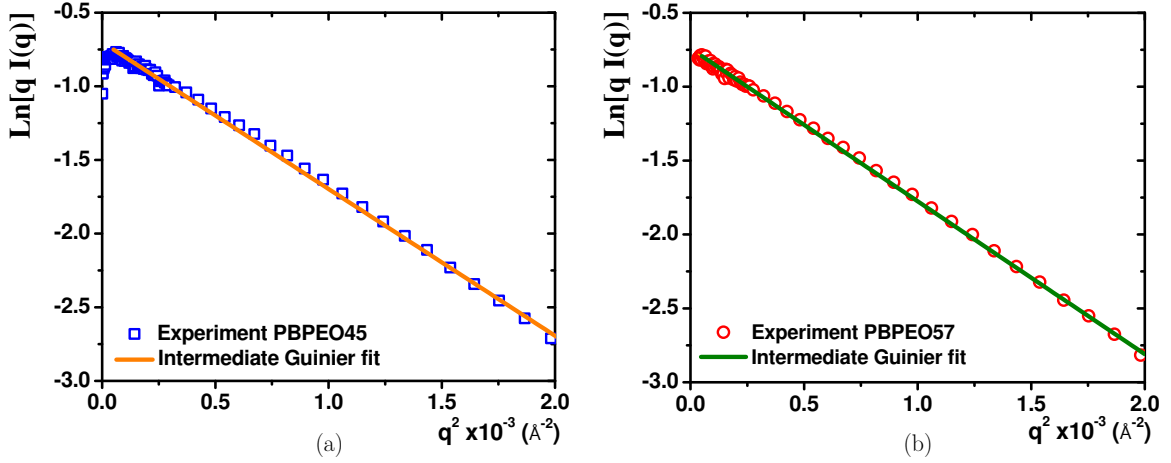 Ln[q I(q)]
-0.5
-1.0
-1.5
-2.0
-2.5
-3.0
Experiment PBPEO45
Intermediate Guinier fit
0.0 0.5 1.0 1.5 2.0
q² x10⁻³ (Å⁻²)
(a)
Ln[q I(q)]
-0.5
-1.0
-1.5
-2.0
-2.5
-3.0
Experiment PBPEO57
Intermediate Guinier fit
0.0 0.5 1.0 1.5 2.0
q² x10⁻³ (Å⁻²)
(b)